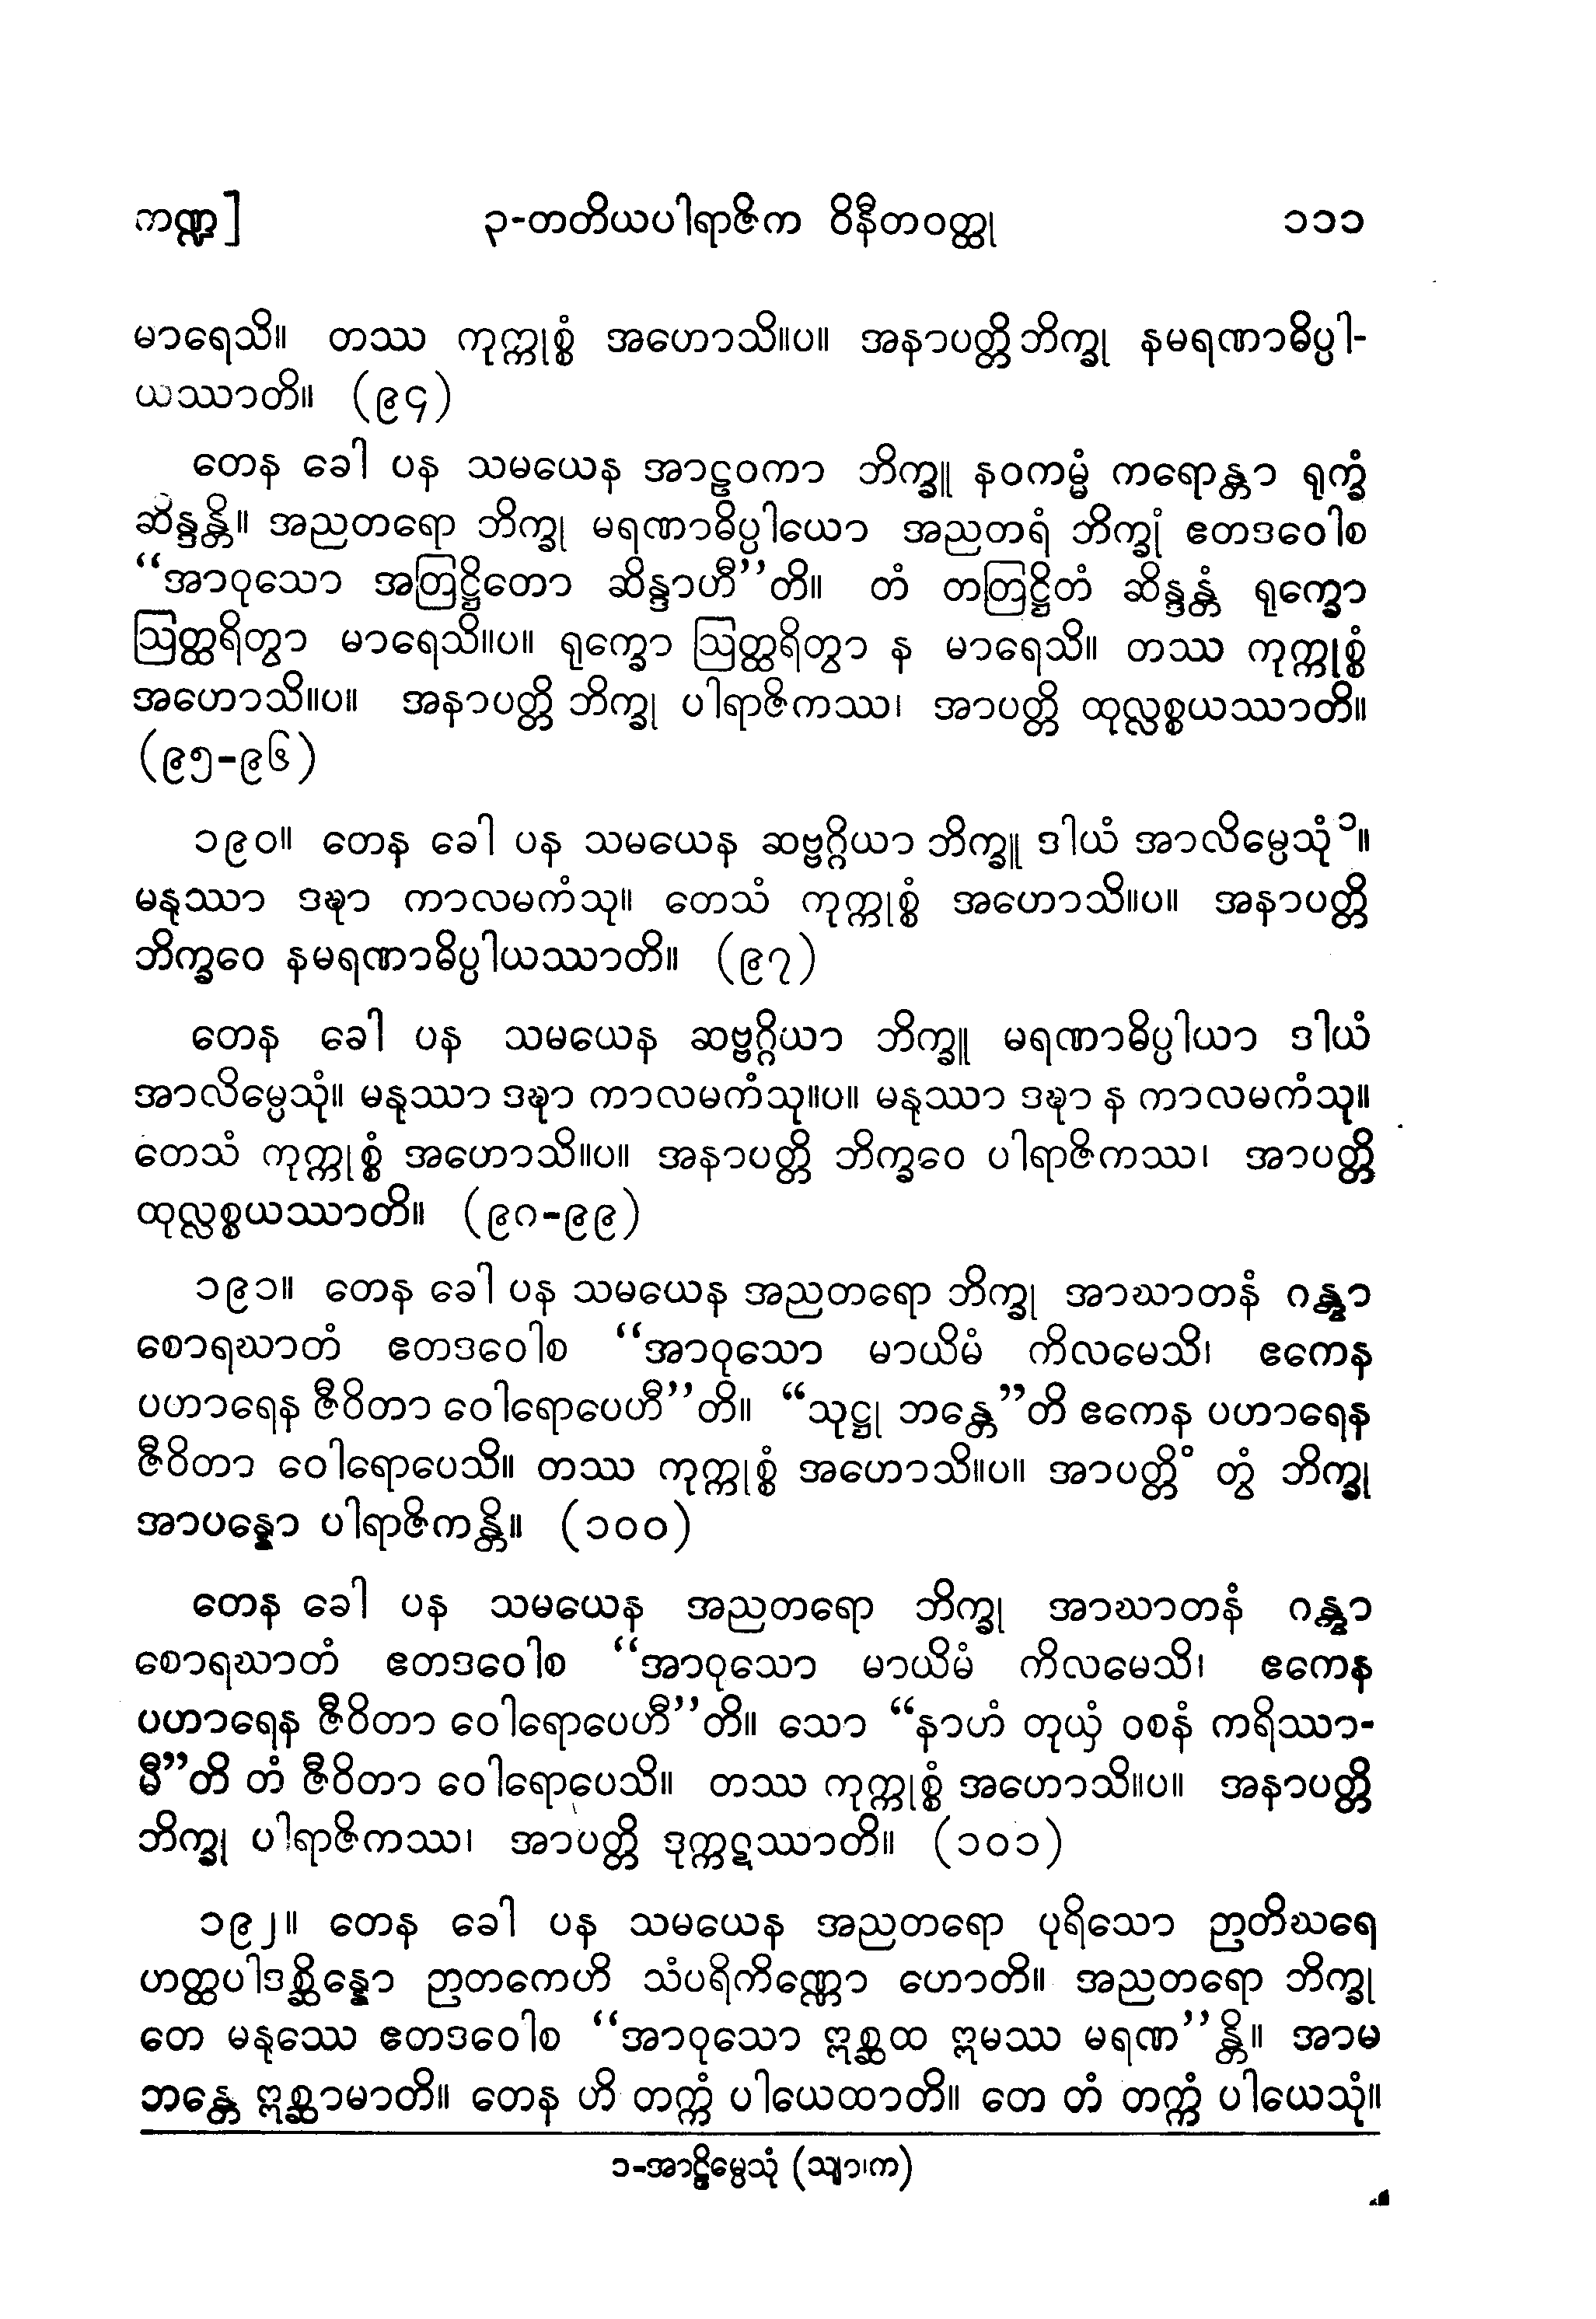 ကဏ္ဍ] ၃-တတိယပါရာဇိက ဝိနီတဝတ္ထု ၁၁၁
မာရေသိ။ တဿ ကုက္ကုစ္စံ အဟောသိ။ပ။ အနာပတ္တိ ဘိက္ခု နမရဏာဓိပ္ပါ-
ယဿာတိ။ (၉၄)
တေန ခေါ ပန သမယေန အာဠဝကာ ဘိက္ခူ နဝကမ္မံ ကရောန္တာ ရုက္ခံ
ဆိန္ဒန္တိ။ အညတရော ဘိက္ခု မရဏာဓိပ္ပါယော အညတရံ ဘိက္ခုံ ဧတဒဝေါစ
“အာဝုသော အတြဋ္ဌိတော ဆိန္ဒာဟီ”တိ။ တံ တတြဋ္ဌိတံ ဆိန္ဒန္တံ ရုက္ခော
ဩတ္ထရိတွာ မာရေသိ။ပ။ ရုက္ခော ဩတ္ထရိတွာ န မာရေသိ။ တဿ ကုက္ကုစ္စံ
အဟောသိ။ပ။ အနာပတ္တိ ဘိက္ခု ပါရာဇိကဿ၊ အာပတ္တိ ထုလ္လစ္စယဿာတိ။
(၉၅-၉၆)
၁၉၀။ တေန ခေါ ပန သမယေန ဆဗ္ဗဂ္ဂိယာ ဘိက္ခူ ဒါယံ အာလိမ္ပေသုံ ၁။
မနုဿာ ဒဍ္ဎာ ကာလမကံသု။ တေသံ ကုက္ကုစ္စံ အဟောသိ။ပ။ အနာပတ္တိ
ဘိက္ခဝေ နမရဏာဓိပ္ပါယဿာတိ။ (၉၇)
တေန ခေါ ပန သမယေန ဆဗ္ဗဂ္ဂိယာ ဘိက္ခူ မရဏာဓိပ္ပါယာ ဒါယံ
အာလိမ္ပေသုံ။ မနုဿာ ဒဍ္ဎာ ကာလမကံသု။ပ။ မနုဿာ ဒဍ္ဎာ န ကာလမကံသု။
တေသံ ကုက္ကုစ္စံ အဟောသိ။ပ။ အနာပတ္တိ ဘိက္ခဝေ ပါရာဇိကဿ၊ အာပတ္တိ
ထုလ္လစ္စယဿာတိ။ (၉၈-၉၉)
၁၉၁။ တေန ခေါ ပန သမယေန အညတရော ဘိက္ခု အာဃာတနံ ဂန္တွာ
စောရဃာတံ ဧတဒဝေါစ “အာဝုသော မာယိမံ ကိလမေသိ၊ ဧကေန
ပဟာရေန ဇီဝိတာ ဝေါရောပေဟီ”တိ။ “သုဋ္ဌု ဘန္တေ”တိ ဧကေန ပဟာရေန
ဇီဝိတာ ဝေါရောပေသိ။ တဿ ကုက္ကုစ္စံ အဟောသိ။ပ။ အာပတ္တိံ တွံ ဘိက္ခု
အာပန္နော ပါရာဇိကန္တိ။ (၁၀၀)
တေန ခေါ ပန သမယေန အညတရော ဘိက္ခု အာဃာတနံ ဂန္တွာ
စောရဃာတံ ဧတဒဝေါစ “အာဝုသော မာယိမံ ကိလမေသိ၊ ဧကေန
ပဟာရေန ဇီဝိတာ ဝေါရောပေဟီ”တိ။ သော “နာဟံ တုယှံ ဝစနံ ကရိဿာ-
မီ”တိ တံ ဇီဝိတာ ဝေါရောပေသိ။ တဿ ကုက္ကုစ္စံ အဟောသိ။ပ။ အနာပတ္တိ
ဘိက္ခု ပါရာဇိကဿ၊ အာပတ္တိ ဒုက္ကဋဿာတိ။ (၁၀၁)
၁၉၂။ တေန ခေါ ပန သမယေန အညတရော ပုရိသော ဉာတိဃရေ
ဟတ္ထပါဒစ္ဆိန္နော ဉာတကေဟိ သံပရိကိဏ္ဏော ဟောတိ။ အညတရော ဘိက္ခု
တေ မနုဿေ ဧတဒဝေါစ “အာဝုသော ဣစ္ဆထ ဣမဿ မရဏ”န္တိ။ အာမ
ဘန္တေ ဣစ္ဆာမာတိ။ တေန ဟိ တက္ကံ ပါယေထာတိ။ တေ တံ တက္ကံ ပါယေသုံ။
၁-အာဠိမ္ပေသုံ (သျာ၊က)